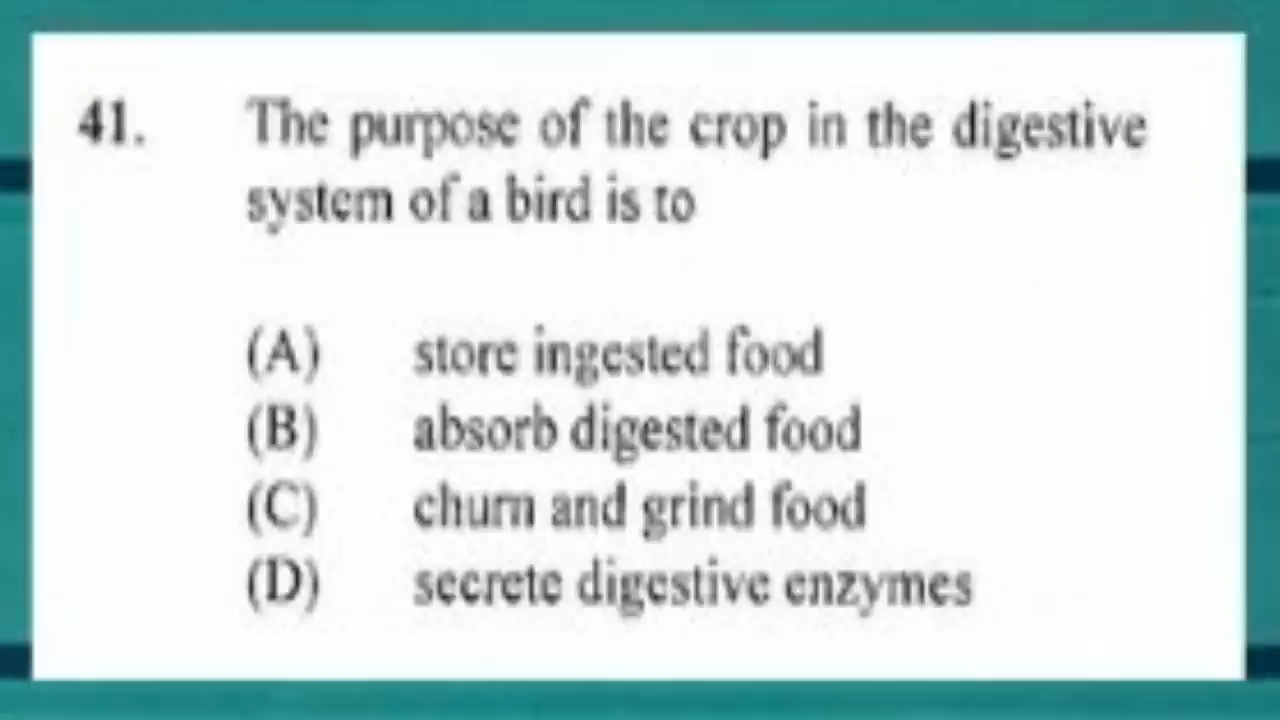 41. The purpose of the crop in the digestive
system of a bird is to
(A) store ingested food
(B) absorb digested food
(C) churn and grind food
(D) secrete digestive enzymes